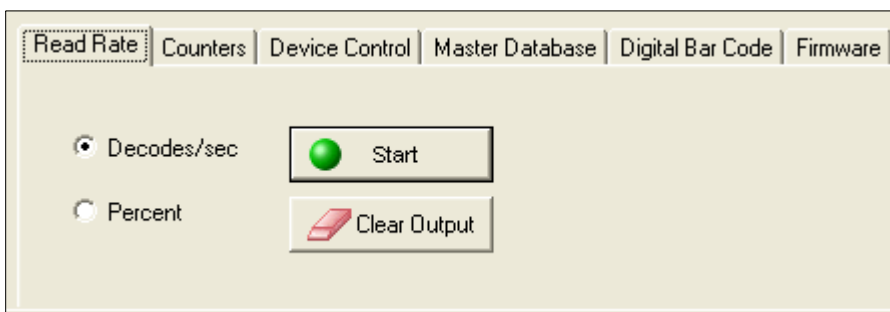 Read Rate Counters Device Control Master Database Digital Bar Code Firmware
Decodes/sec Start
Percent Clear Output